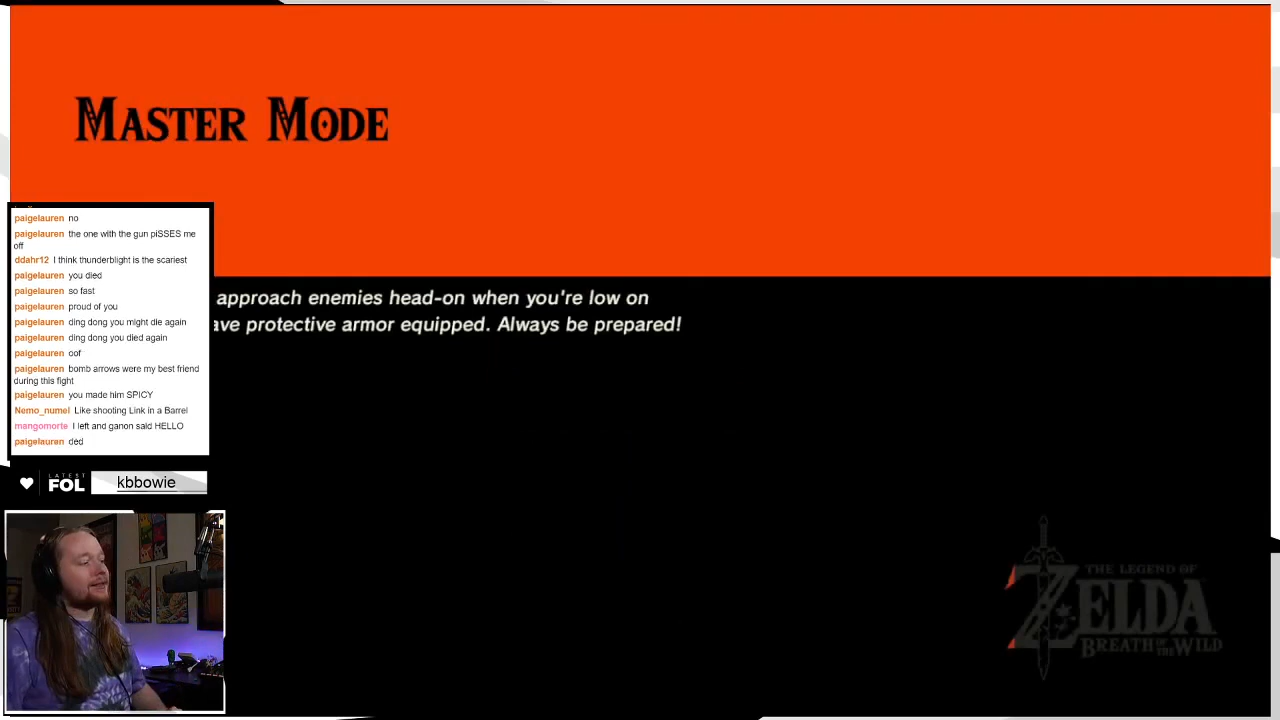 MASTER MODE
paigelauren no
paigelauren the one with the gun piSSES me
off
ddahr12 I think thunderblight is the scariest
paigelauren you died
paigelauren so fast
paigelauren proud of you
paigelauren ding dong you might die again
paigelauren ding dong you died again
paigelauren oof
paigelauren bomb arrows were my best friend
during this fight
paigelauren you made him SPICY
Nemo_numel Like shooting Link in a Barrel
mangomorte I left and ganon said HELLO
paigelauren ded
approach enemies head-on when you're low on
ave protective armor equipped. Always be prepared!
LATEST
FOL
kbbowie
THE LEGEND OF
ZELDA
BREATH OF THE WILD